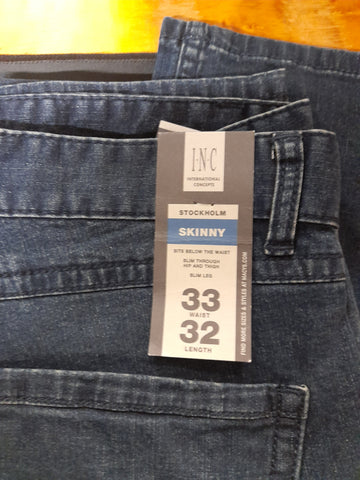 I·N·C
INTERNATIONAL
CONCEPTS
STOCKHOLM
SKINNY
SITS BELOW THE WAIST
SLIM THROUGH
HIP AND THIGH
SLIM LEG
33
WAIST
32
LENGTH
FIND MORE SIZES & STYLES AT MACYS.COM